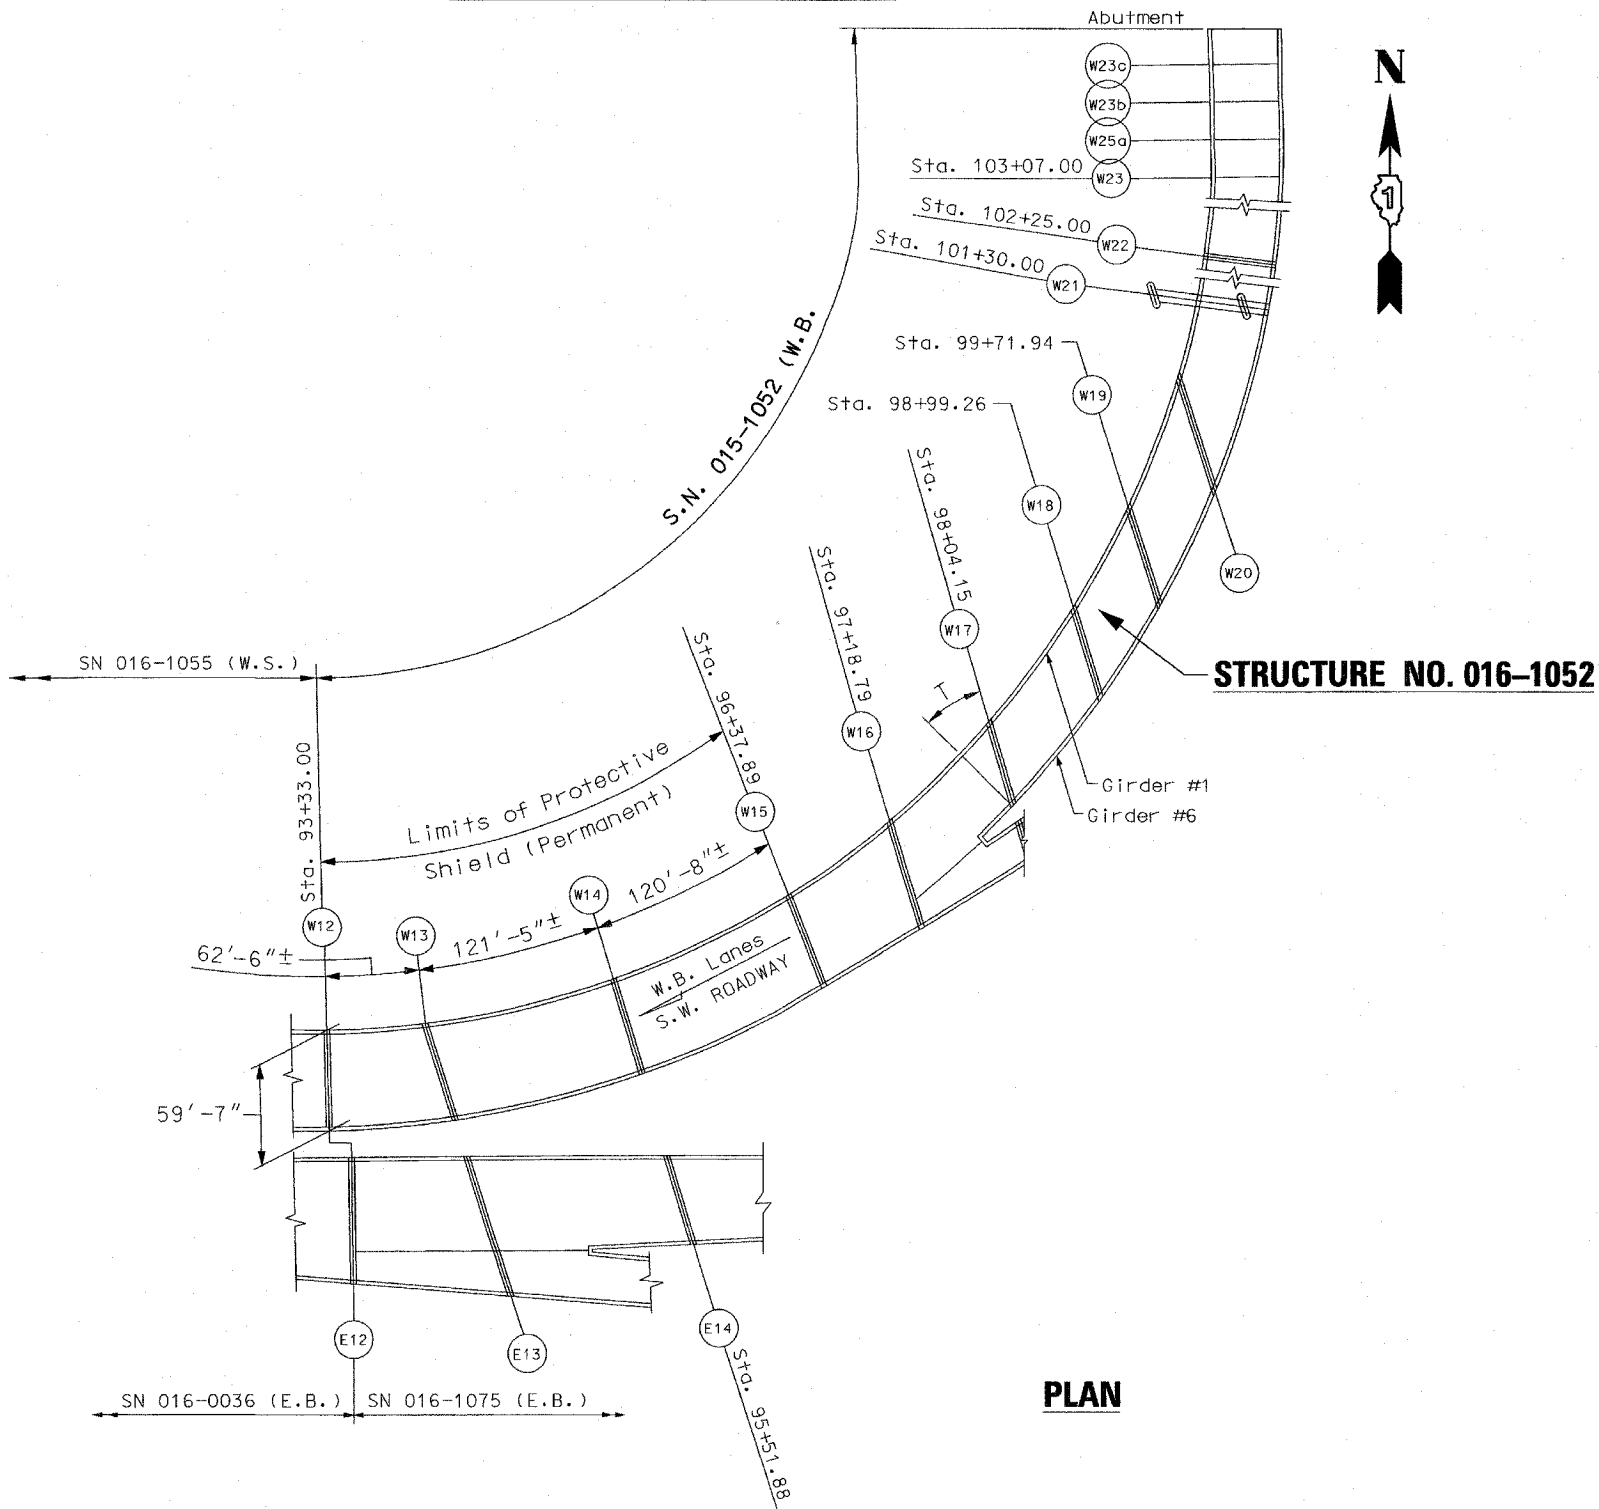 Abutment
N
W23c
W23b
W25a
Sta. 103+07.00
W23
1
Sta. 102+25.00
W22
Sta. 101+30.00
W21
Sta. 99+71.94
W19
Sta. 98+99.26
W18
S.N. 015-1052 (W.B.
Sta. 98+04.15
W17
W20
Sta. 97+18.79
W16
SN 016-1055 (W.S.)
STRUCTURE NO. 016-1052
T
Sta. 96+37.89
W15
Sta. 93+33.00
Limits of Protective
Shield (Permanent)
Girder #1
Girder #6
W14
120'-8"±
W12
W13
121'-5"±
62'-6"±
W.B. Lanes
S.W. ROADWAY
59'-7"
E12
E13
E14
Sta. 95+51.88
SN 016-0036 (E.B.)
SN 016-1075 (E.B.)
PLAN